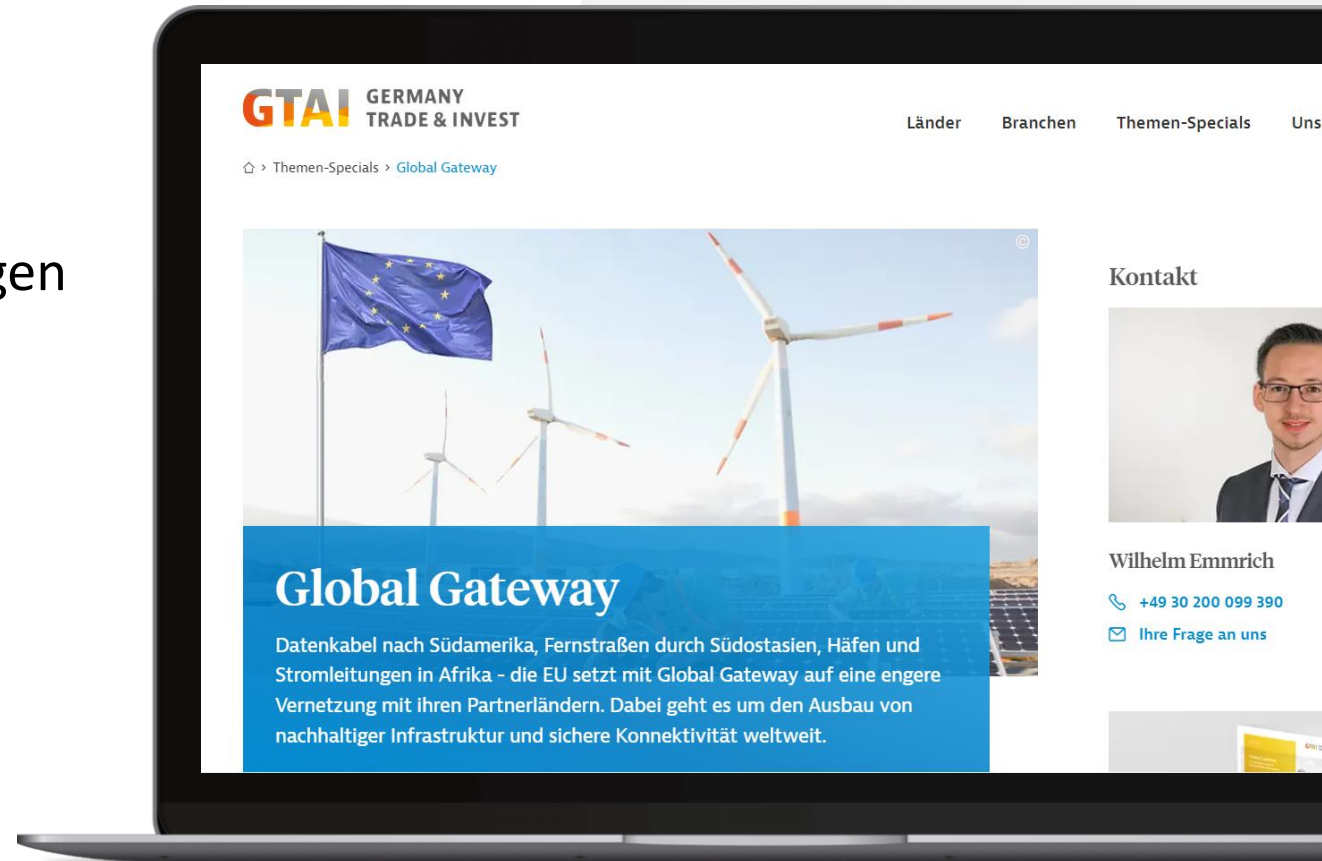 gen
GTAI GERMANY
TRADE & INVEST
Länder Branchen Themen-Specials Uns
> Themen-Specials > Global Gateway
©
Global Gateway
Datenkabel nach Südamerika, Fernstraßen durch Südostasien, Häfen und
Stromleitungen in Afrika - die EU setzt mit Global Gateway auf eine engere
Vernetzung mit ihren Partnerländern. Dabei geht es um den Ausbau von
nachhaltiger Infrastruktur und sichere Konnektivität weltweit.
Kontakt
Wilhelm Emmrich
+49 30 200 099 390
Ihre Frage an uns